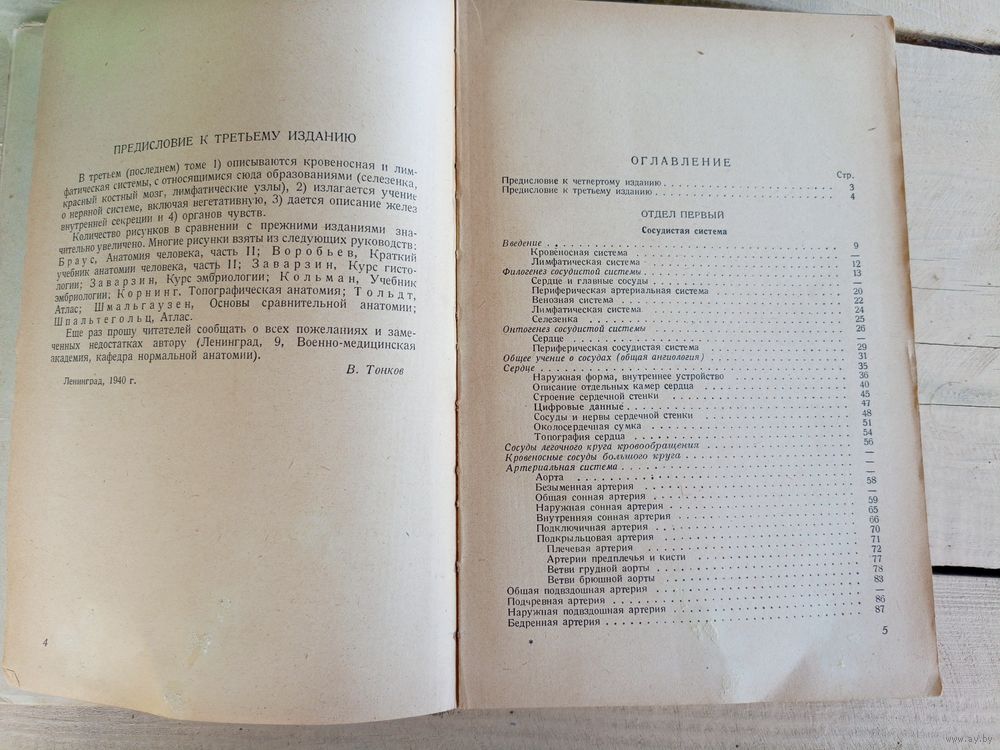 ПРЕДИСЛОВИЕ К ТРЕТЬЕМУ ИЗДАНИЮ
В третьем (последнем) томе 1) описываются кровеносная и лим-
фатическая системы, с относящимися сюда образованиями (селезенка,
красный костный мозг, лимфатические узлы), 2) излагается учение
о нервной системе, включая вегетативную, 3) дается описание желез
внутренней секреции и 4) органов чувств.
Количество рисунков в сравнении с прежними изданиями зна-
чительно увеличено. Многие рисунки взяты из следующих руководств:
Браус, Анатомия человека, часть II; Воробьев, Краткий
учебник анатомии человека, часть II; Заварзин, Курс гисто-
логии; Заварзин, Курс эмбриологии; Кольман, Учебник
эмбриологии; Корнинг, Топографическая анатомия; Тольдт,
Атлас; Шмальгаузен, Основы сравнительной анатомии;
Шпальтегольц, Атлас.
Еще раз прошу читателей сообщать о всех пожеланиях и заме-
ченных недостатках автору (Ленинград, 9, Военно-медицинская
академия, кафедра нормальной анатомии).
В. Тонков
Ленинград, 1940 г.
4
ОГЛАВЛЕНИЕ
Стр.
Предисловие к четвертому изданию 3
Предисловие к третьему изданию 4
ОТДЕЛ ПЕРВЫЙ
Сосудистая система
Введение 9
Кровеносная система —
Лимфатическая система 12
Филогенез сосудистой системы 13
Сердце и главные сосуды —
Периферическая артериальная система 20
Венозная система 22
Лимфатическая система 24
Селезенка 25
Онтогенез сосудистой системы 26
Сердце —
Периферическая сосудистая система 29
Общее учение о сосудах (общая ангиология) 31
Сердце 35
Наружная форма, внутреннее устройство 36
Описание отдельных камер сердца 40
Строение сердечной стенки 45
Цифровые данные 47
Сосуды и нервы сердечной стенки 48
Околосердечная сумка 51
Топография сердца 54
Сосуды легочного круга кровообращения 56
Кровеносные сосуды большого круга —
Артериальная система —
Аорта —
Безыменная артерия 58
Общая сонная артерия —
Наружная сонная артерия 59
Внутренняя сонная артерия 65
Подключичная артерия 66
Подкрыльцовая артерия 70
Плечевая артерия 71
Артерии предплечья и кисти 72
Ветви грудной аорты 77
Ветви брюшной аорты 78
Общая подвздошная артерия 83
Подчревная артерия —
Наружная подвздошная артерия 86
Бедренная артерия 87
5
www.ay.by